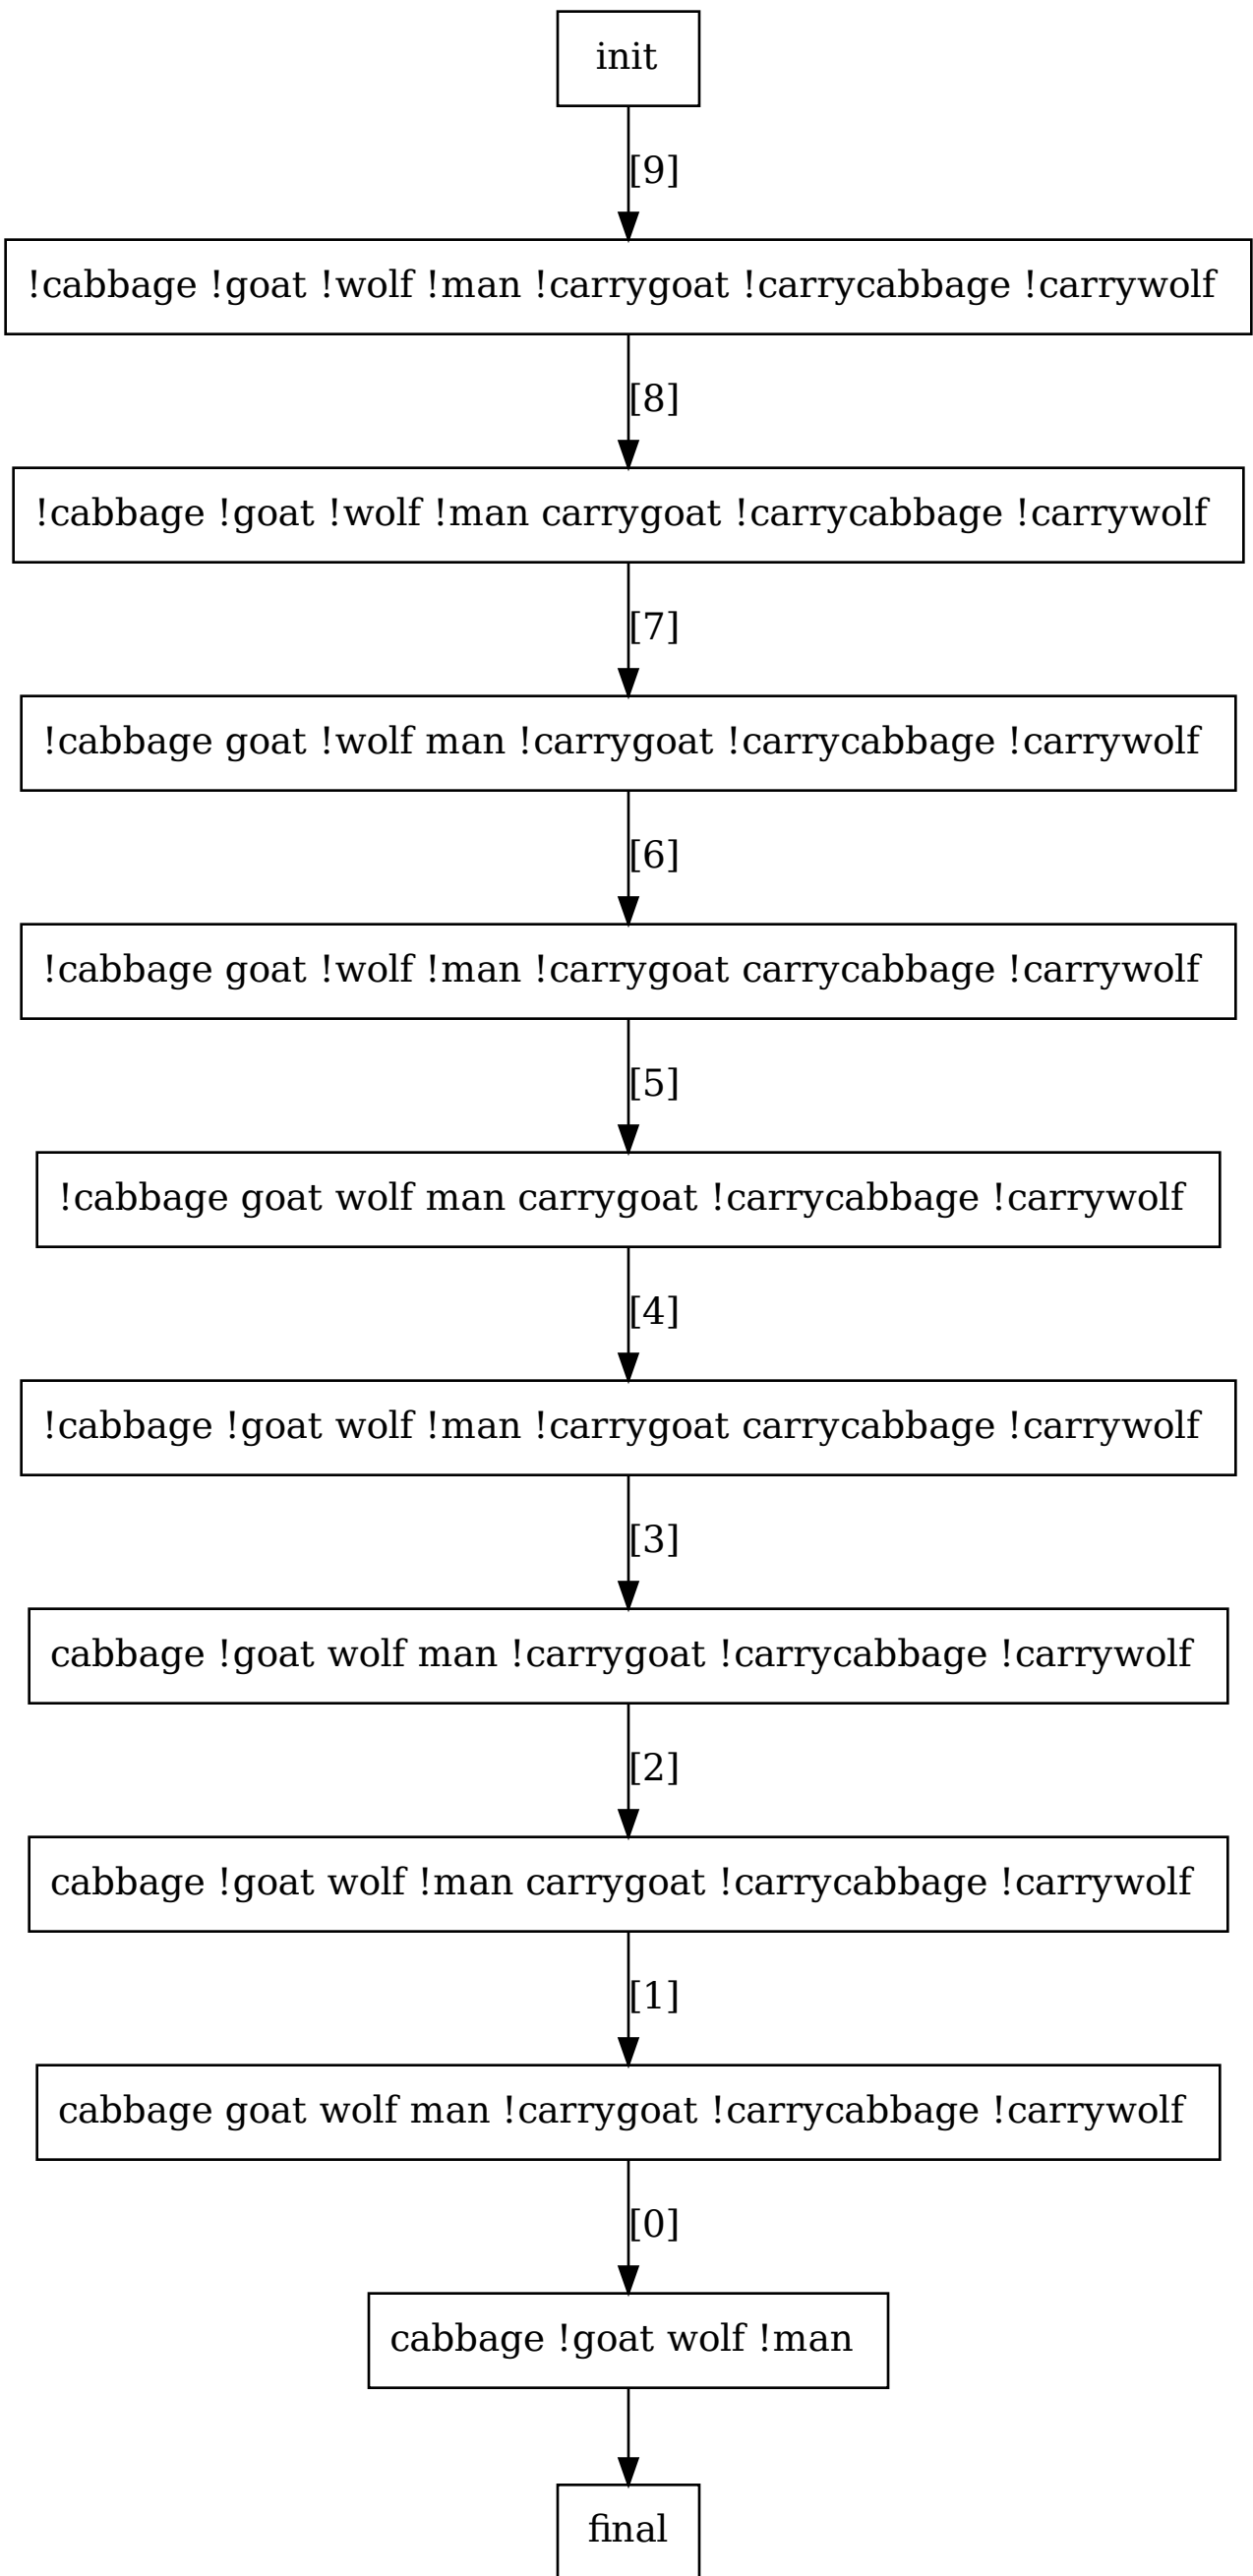 init
[9]
!cabbage !goat !wolf !man !carrygoat !carrycabbage !carrywolf
[8]
!cabbage !goat !wolf !man carrygoat !carrycabbage !carrywolf
[7]
!cabbage goat !wolf man !carrygoat !carrycabbage !carrywolf
[6]
!cabbage goat !wolf !man !carrygoat carrycabbage !carrywolf
[5]
!cabbage goat wolf man carrygoat !carrycabbage !carrywolf
[4]
!cabbage !goat wolf !man !carrygoat carrycabbage !carrywolf
[3]
cabbage !goat wolf man !carrygoat !carrycabbage !carrywolf
[2]
cabbage !goat wolf !man carrygoat !carrycabbage !carrywolf
[1]
cabbage goat wolf man !carrygoat !carrycabbage !carrywolf
[0]
cabbage !goat wolf !man
final